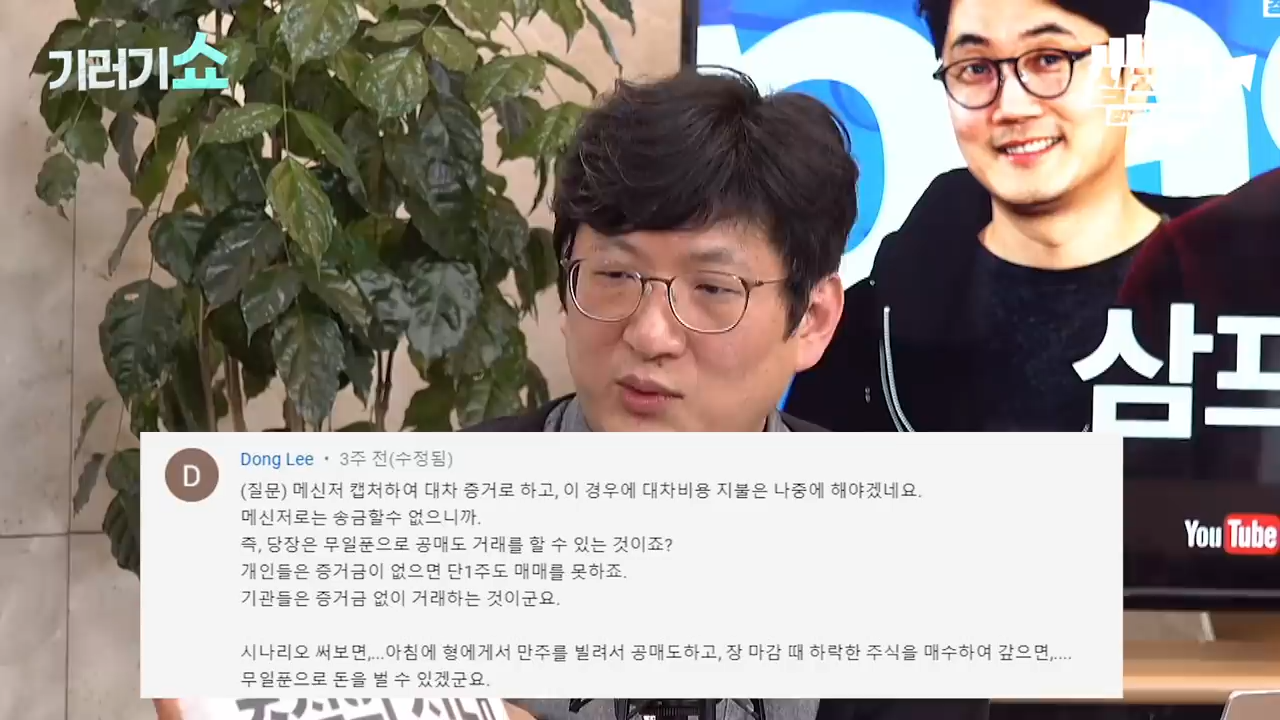 기러기쇼
삼프
YouTube
D
Dong Lee • 3주 전(수정됨)
(질문) 메신저 캡처하여 대차 증거로 하고, 이 경우에 대차비용 지불은 나중에 해야겠네요.
메신저로는 송금할수 없으니까.
즉, 당장은 무일푼으로 공매도 거래를 할 수 있는 것이죠?
개인들은 증거금이 없으면 단1주도 매매를 못하죠.
기관들은 증거금 없이 거래하는 것이군요.
시나리오 써보면,...아침에 형에게서 만주를 빌려서 공매도하고, 장 마감 때 하락한 주식을 매수하여 갚으면,....
무일푼으로 돈을 벌 수 있겠군요.